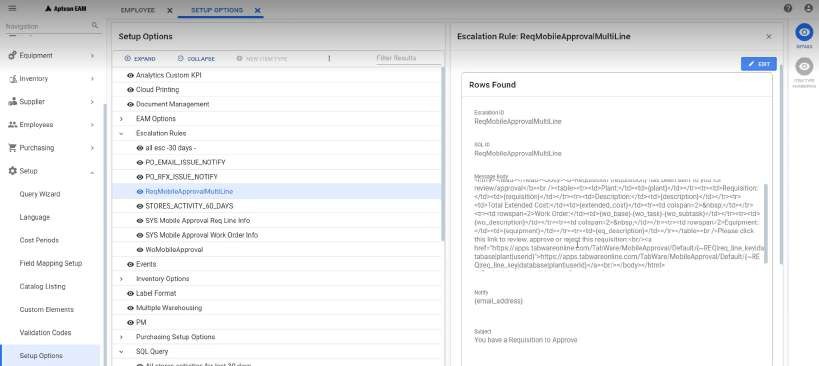 Aptean EAM
EMPLOYEE
SETUP OPTIONS
Navigation
Equipment
Inventory
Supplier
Employees
Purchasing
Setup
Query Wizard
Language
Cost Periods
Field Mapping Setup
Catalog Listing
Custom Elements
Validation Codes
Setup Options
Setup Options
EXPAND
COLLAPSE
NEW ITEM TYPE
Filter Results
Analytics Custom KPI
Cloud Printing
Document Management
EAM Options
Escalation Rules
all esc -30 days -
PO_EMAIL_ISSUE_NOTIFY
PO_RFX_ISSUE_NOTIFY
ReqMobileApprovalMultiLine
STORES_ACTIVITY_60_DAYS
SYS Mobile Approval Req Line Info
SYS Mobile Approval Work Order Info
WoMobileApproval
Events
Inventory Options
Label Format
Multiple Warehousing
PM
Purchasing Setup Options
SQL Query
Escalation Rule: ReqMobileApprovalMultiLine
EDIT
Rows Found
Escalation ID
ReqMobileApprovalMultiLine
SQL ID
ReqMobileApprovalMultiLine
Message Body
review/approval</b><br /><table><tr><td>Plant:</td><td>{plant}</td></tr><tr><td>Requisition:
</td><td>{requisition}</td></tr><tr><td>Description:</td><td>{description}</td></tr><tr>
<td>Total Extended Cost:</td><td>{extended_cost}</td><td colspan=2>&nbsp;</td></tr>
<tr><td rowspan=2>Work Order:</td><td>{wo_base}-{wo_task}-{wo_subtask}</td></tr><tr><td>
{wo_description}</td></tr><tr><td colspan=2>&nbsp;</td></tr><tr><td rowspan=2>Equipment:
</td><td>{equipment}</td></tr><tr><td>{eq_description}</td></tr></table><br />Please click
this link to review, approve or reject this requisition:<br/><a
href="https://apps.tabwareonline.com/TabWare/MobileApproval/Default/{~REQ|req_line_key|da
tabase|plant|userid}">https://apps.tabwareonline.com/TabWare/MobileApproval/Default/{~RE
Q|req_line_key|database|plant|userid}</a><br></body></html>
Notify
{email_address}
Subject
You have a Requisition to Approve
DETAILS